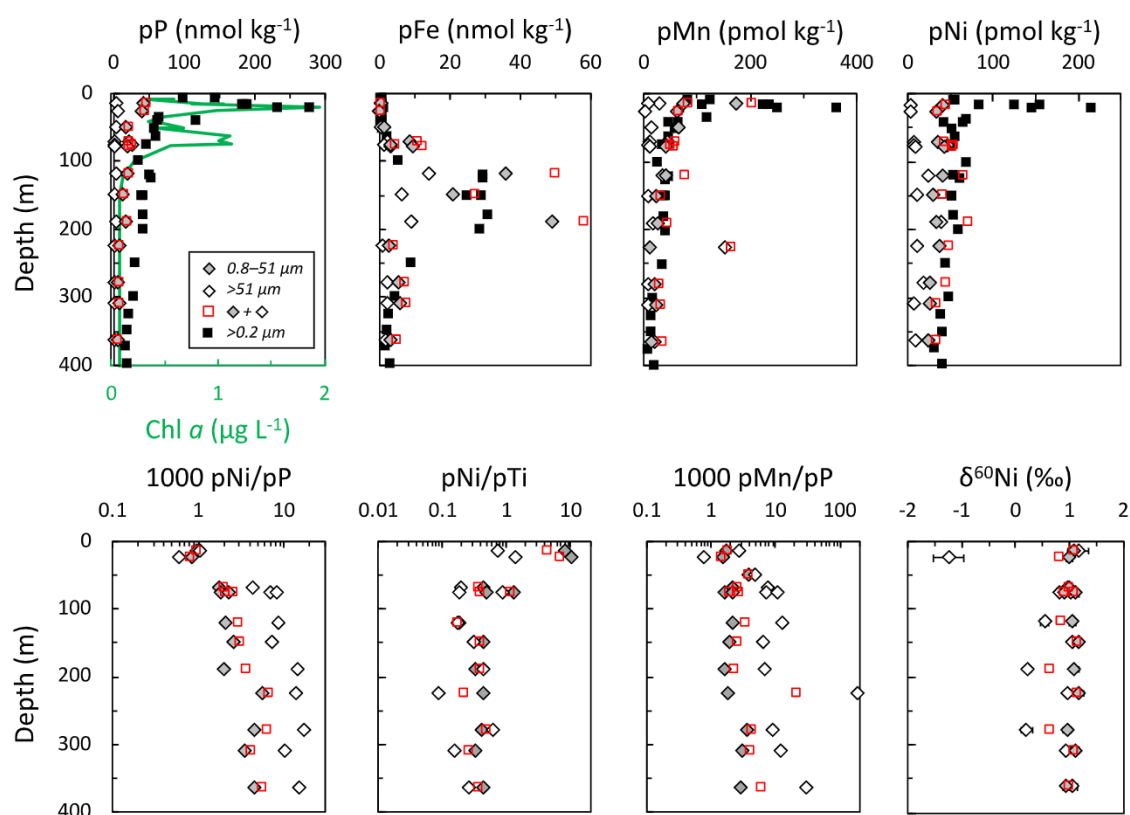 pP (nmol kg⁻¹) pFe (nmol kg⁻¹) pMn (pmol kg⁻¹) pNi (pmol kg⁻¹)
0 100 200 300 0 20 40 60 0 200 400 0 100 200
0
100
200
300
400
Depth (m)
0.8–51 μm
>51 μm
+
>0.2 μm
0 1 2
Chl a (μg L⁻¹)
1000 pNi/pP pNi/pTi 1000 pMn/pP δ⁶⁰Ni (‰)
0.1 1 10 0.01 0.1 1 10 0.1 1 10 100 -2 -1 0 1 2
0
100
200
300
400
Depth (m)